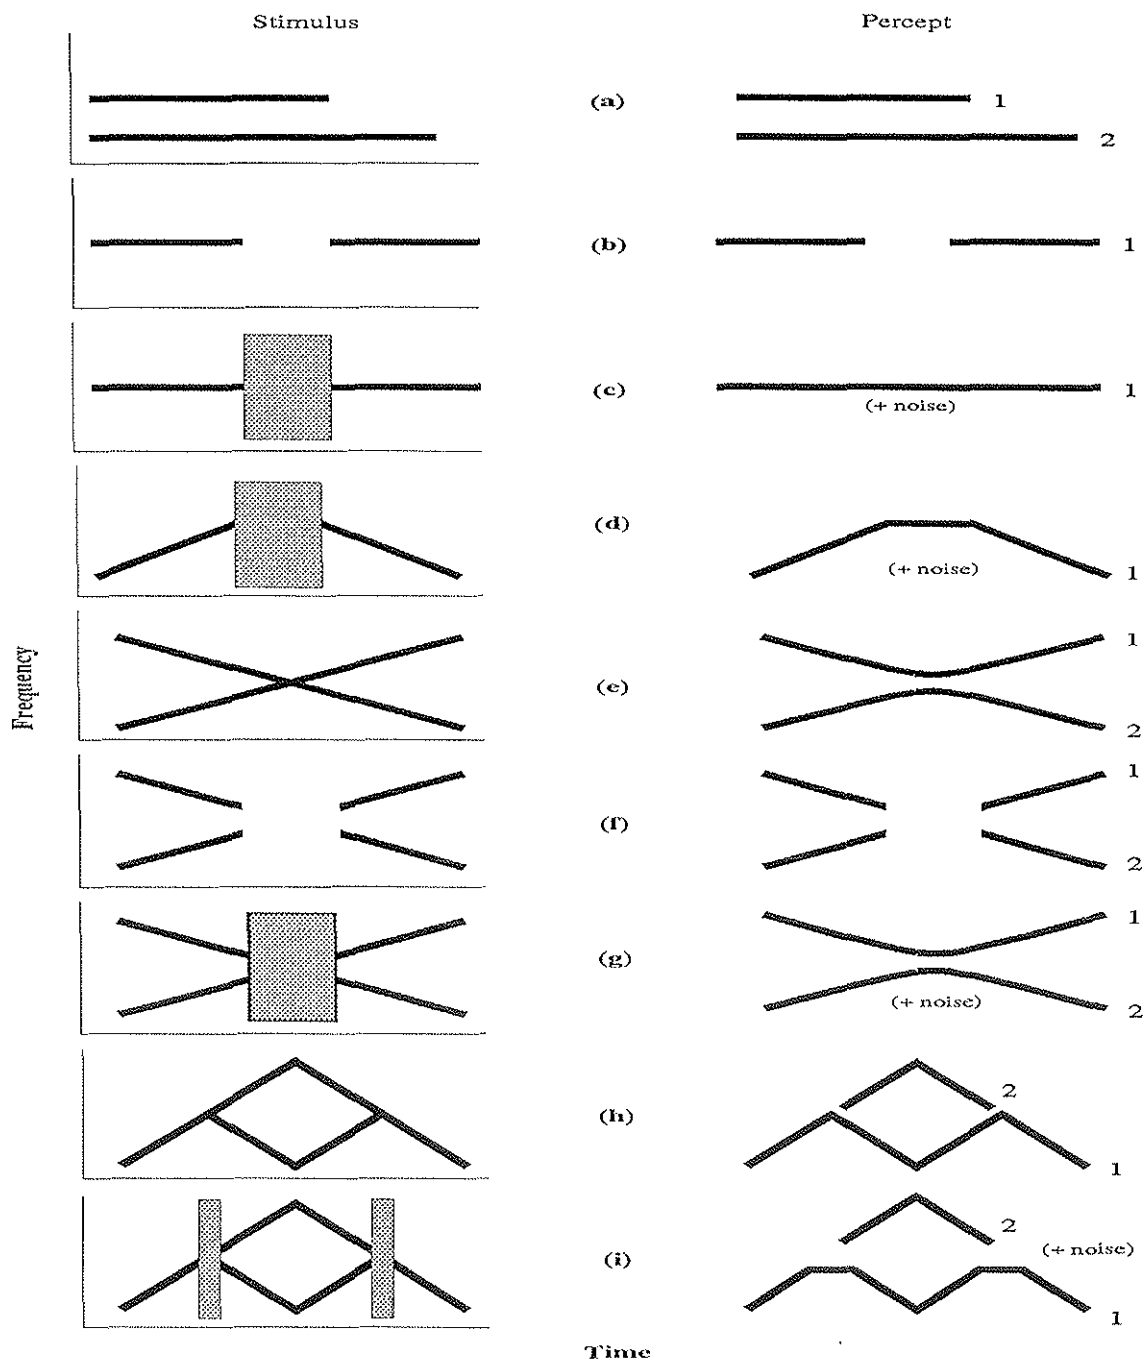 Stimulus
Percept
(a)
1
2
(b)
1
(c)
1
(+ noise)
(d)
(+ noise)
1
Frequency
(e)
1
2
(f)
1
2
(g)
1
(+ noise)
2
(h)
2
1
(i)
2
(+ noise)
1
Time